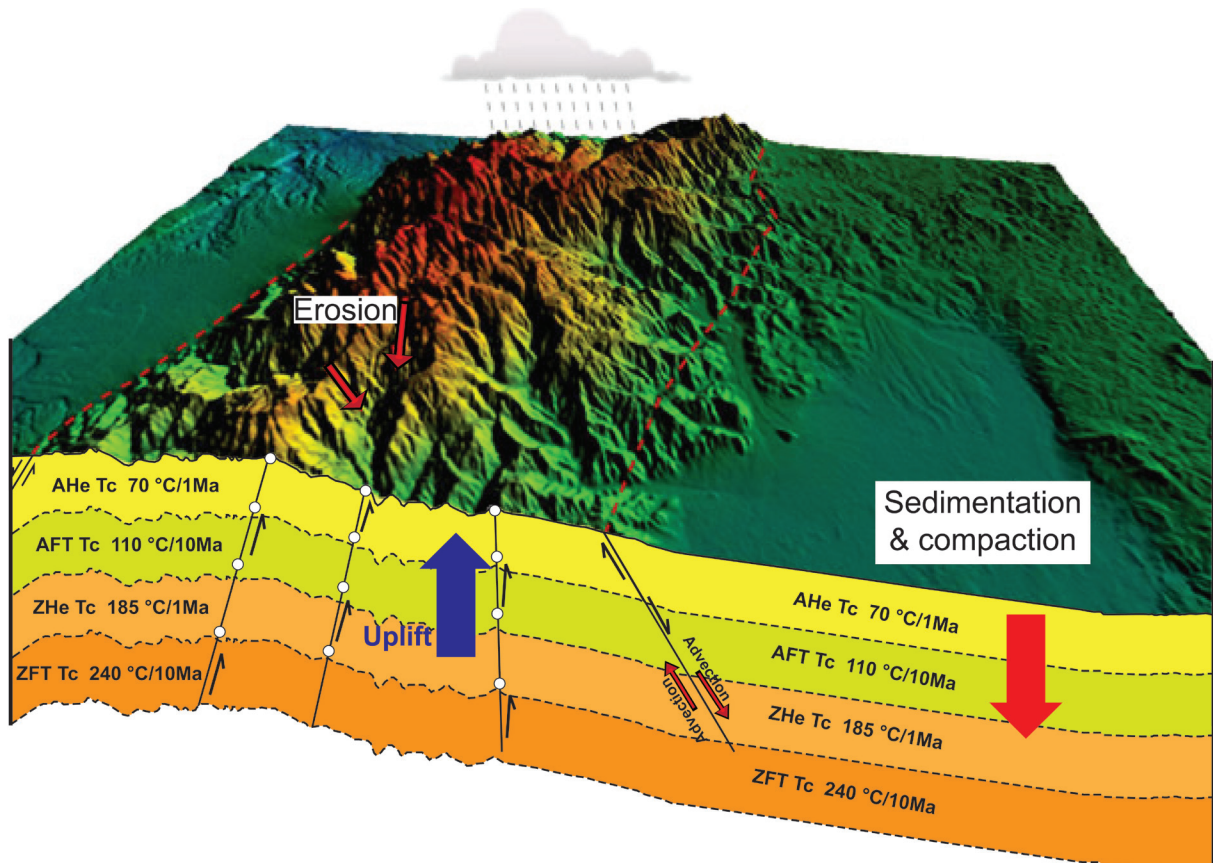 Erosion
AHe Tc 70 °C/1Ma
AFT Tc 110 °C/10Ma
ZHe Tc 185 °C/1Ma
ZFT Tc 240 °C/10Ma
Uplift
Advection
Advection
Sedimentation
& compaction
AHe Tc 70 °C/1Ma
AFT Tc 110 °C/10Ma
ZHe Tc 185 °C/1Ma
ZFT Tc 240 °C/10Ma